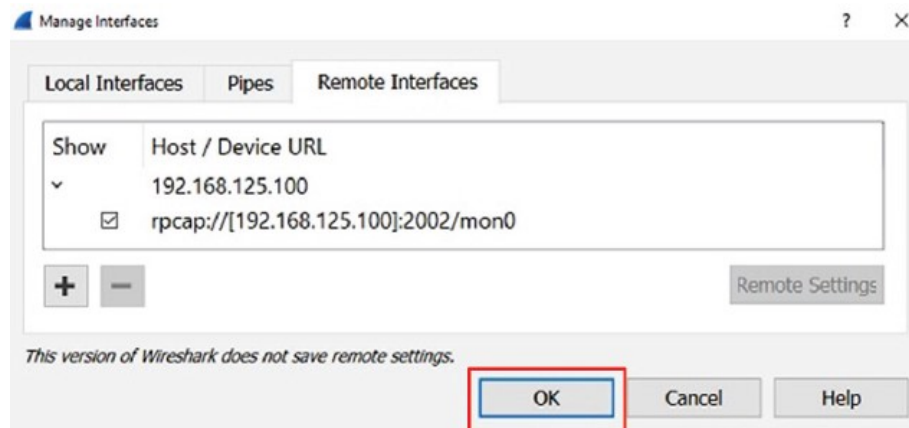 Manage Interfaces ? ×
Local Interfaces Pipes Remote Interfaces
Show Host / Device URL
192.168.125.100
rpcap://[192.168.125.100]:2002/mon0
+ −
Remote Settings
This version of Wireshark does not save remote settings.
OK Cancel Help